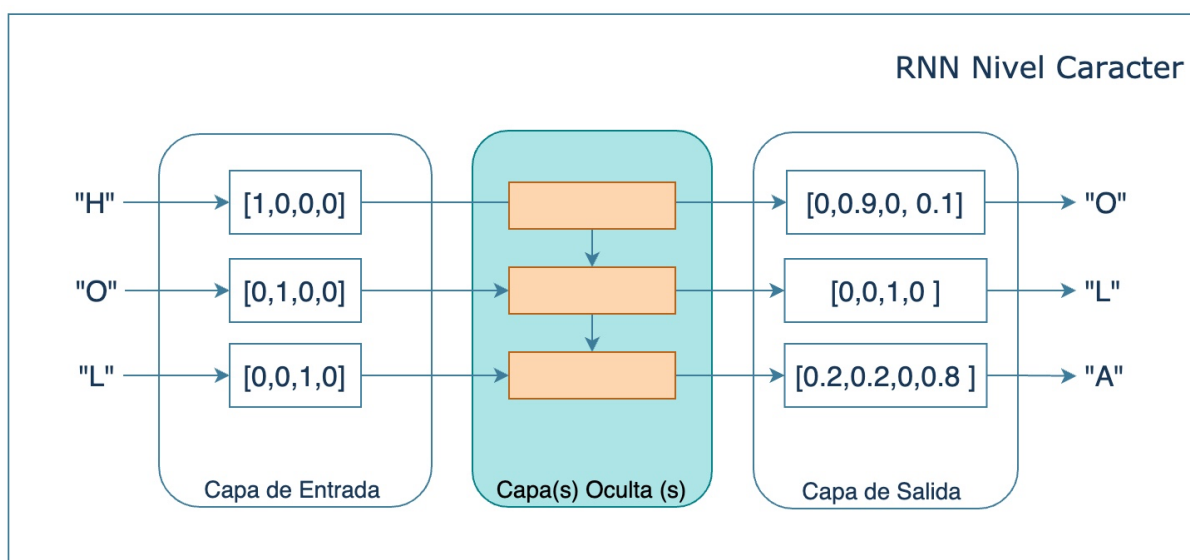 RNN Nivel Caracter
"H" [1,0,0,0] [0,0.9,0, 0.1] "O"
"O" [0,1,0,0] [0,0,1,0 ] "L"
"L" [0,0,1,0] [0.2,0.2,0,0.8 ] "A"
Capa de Entrada Capa(s) Oculta (s) Capa de Salida